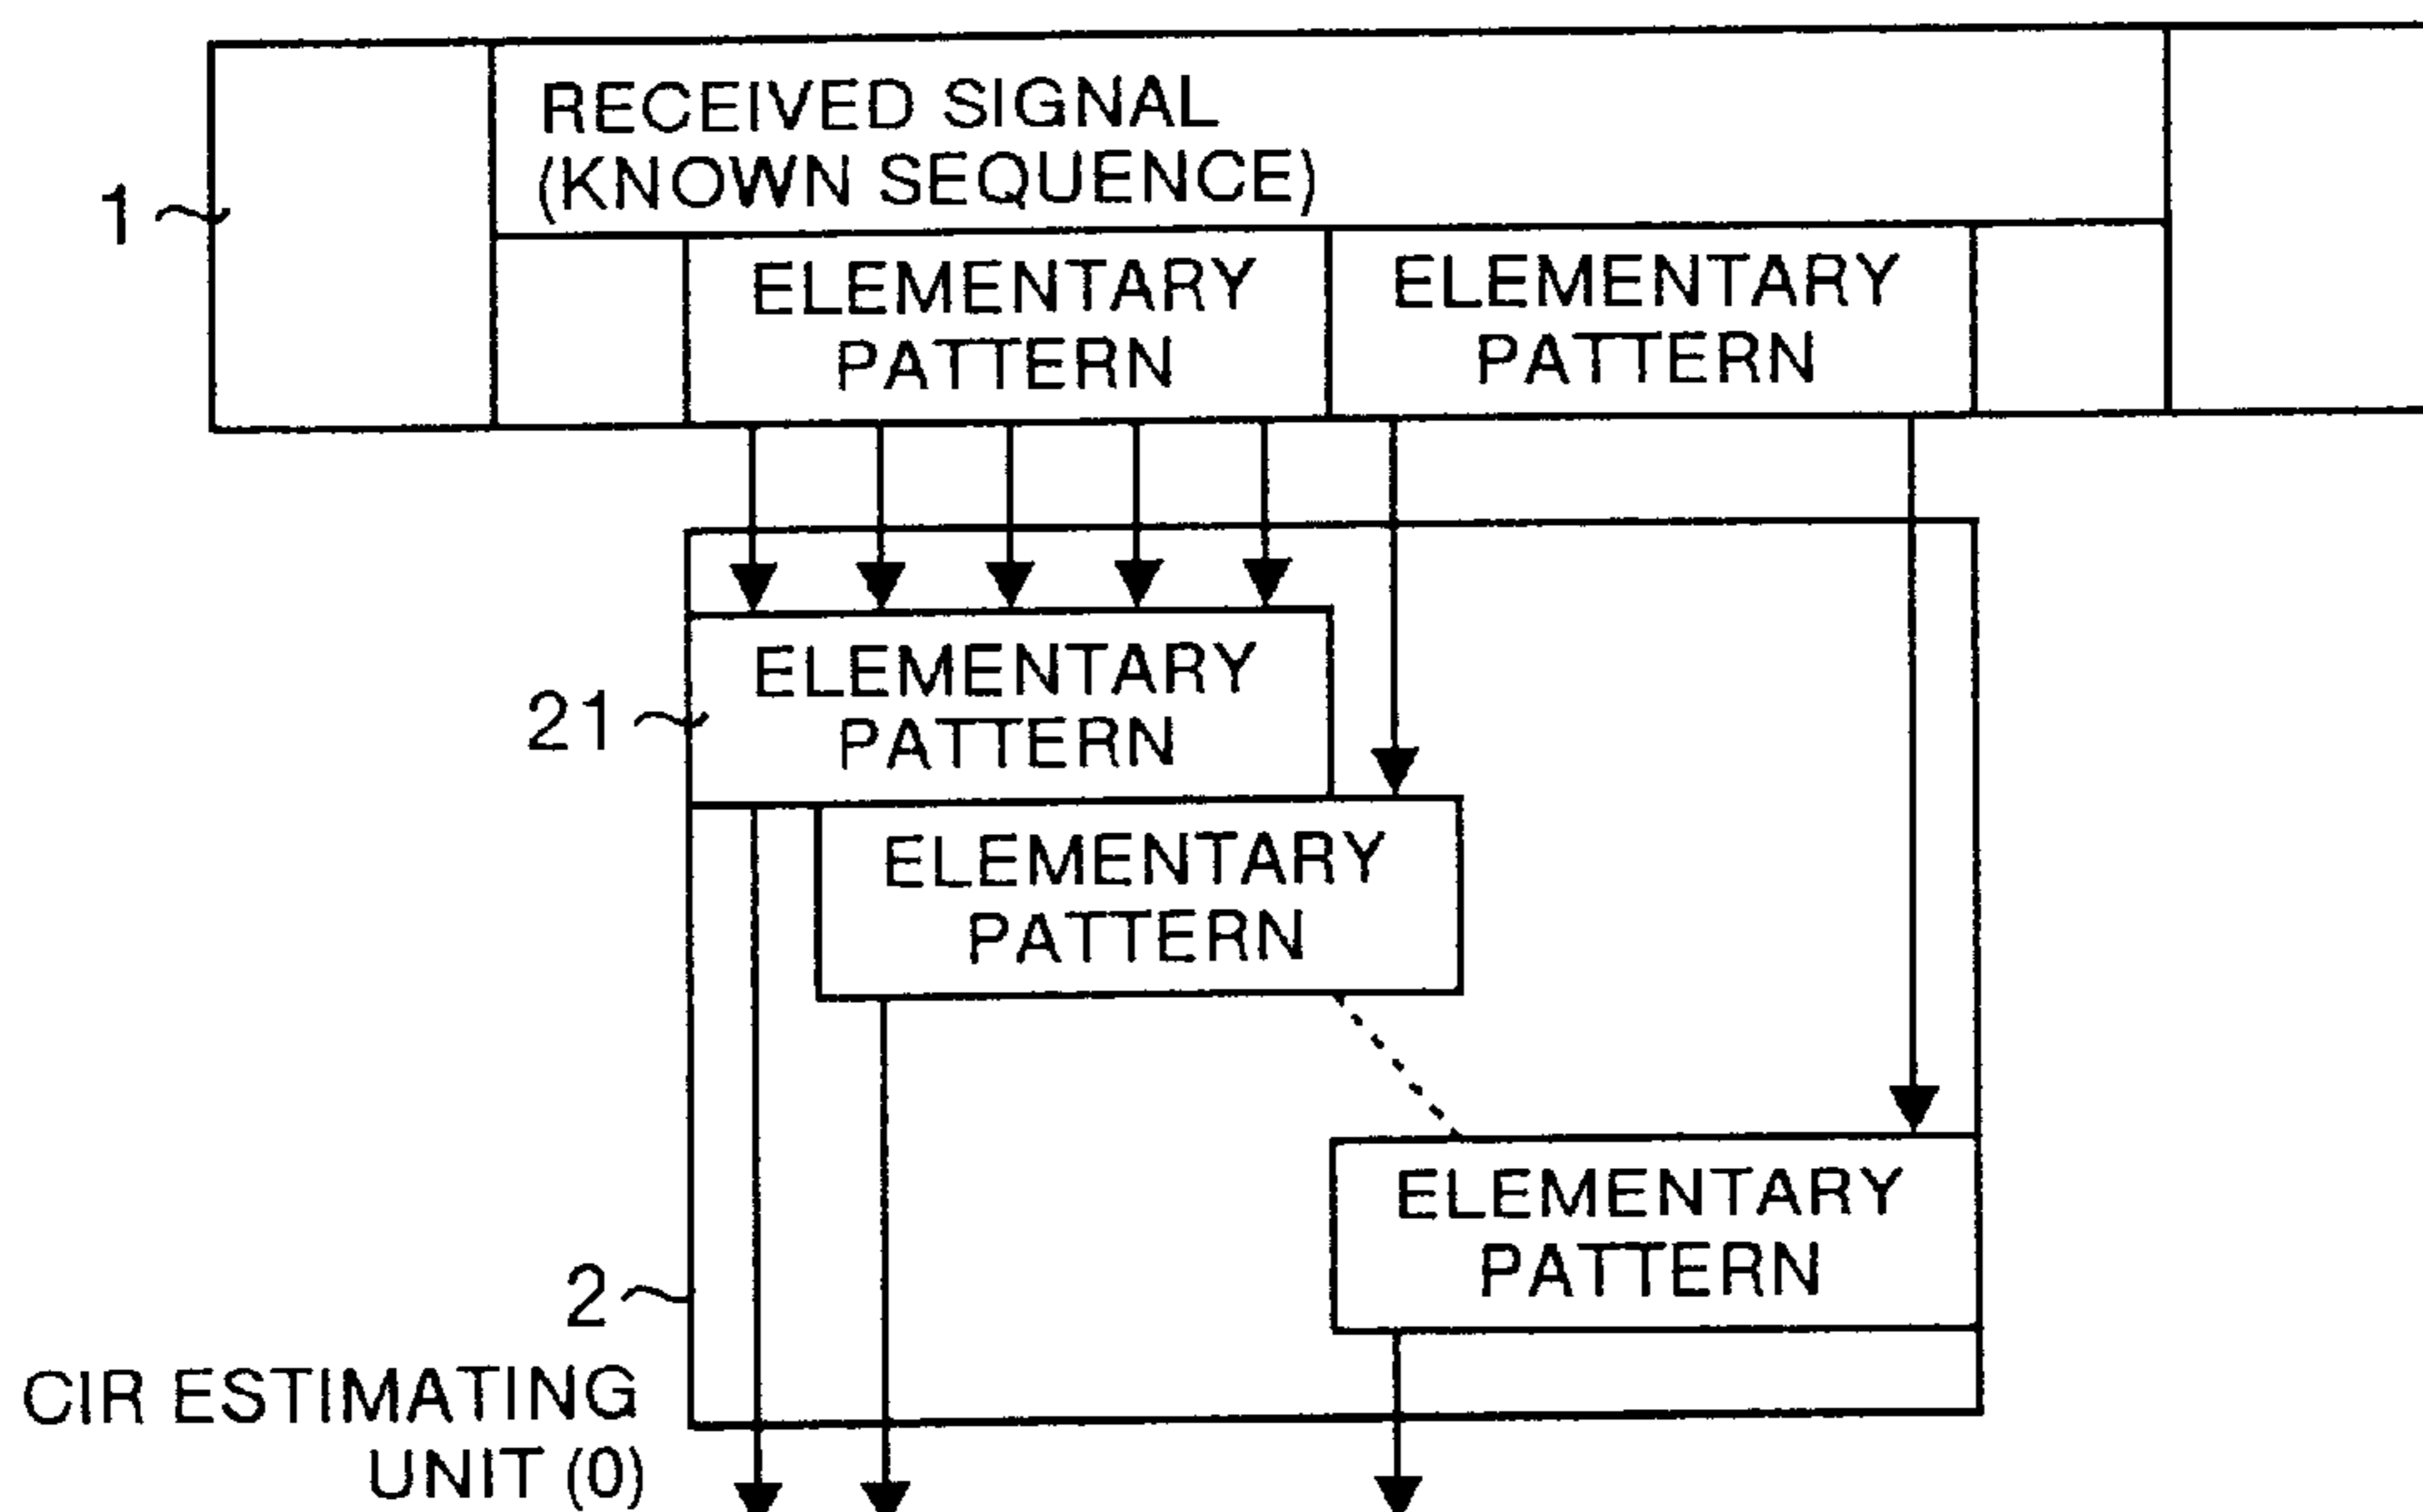 RECEIVED SIGNAL
(KNOWN SEQUENCE)
1
ELEMENTARY
PATTERN
ELEMENTARY
PATTERN
21
ELEMENTARY
PATTERN
ELEMENTARY
PATTERN
ELEMENTARY
PATTERN
2
CIR ESTIMATING
UNIT (0)